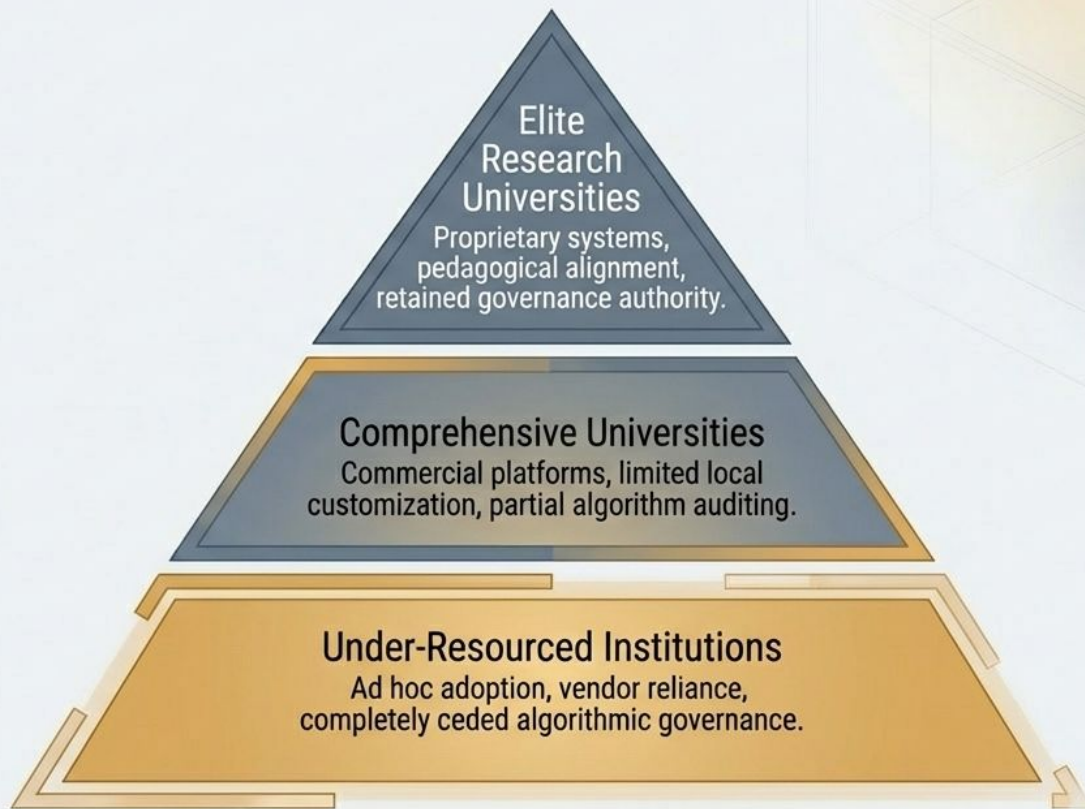 Elite
Research
Universities
Proprietary systems,
pedagogical alignment,
retained governance authority.
Comprehensive Universities
Commercial platforms, limited local
customization, partial algorithm auditing.
Under-Resourced Institutions
Ad hoc adoption, vendor reliance,
completely ceded algorithmic governance.